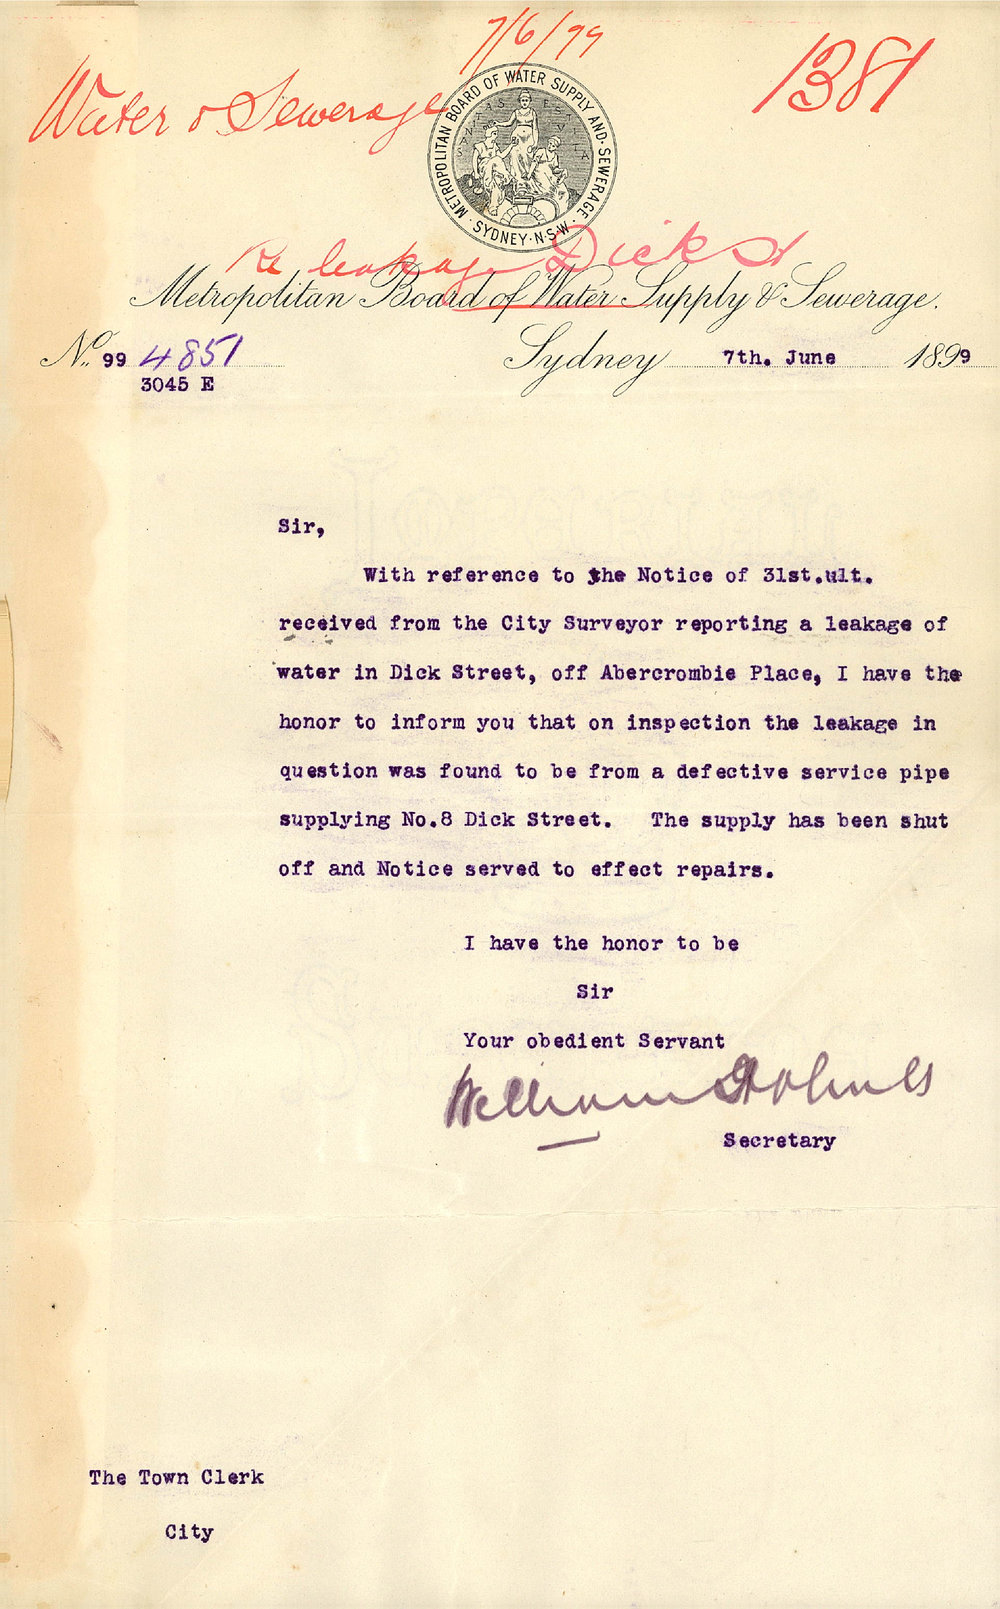 7/6/99
1381
Water & Sewerage
METROPOLITAN BOARD OF WATER SUPPLY AND SEWERAGE
SYDNEY. N.S.W.
Re leakage Dick St
Metropolitan Board of Water Supply & Sewerage.
No. 99 4851
3045 E
Sydney 7th. June 1899
Sir,
With reference to the Notice of 31st.ult.
received from the City Surveyor reporting a leakage of
water in Dick Street, off Abercrombie Place, I have the
honor to inform you that on inspection the leakage in
question was found to be from a defective service pipe
supplying No.8 Dick Street. The supply has been shut
off and Notice served to effect repairs.
I have the honor to be
Sir
Your obedient Servant
William Holmes
Secretary
The Town Clerk
City